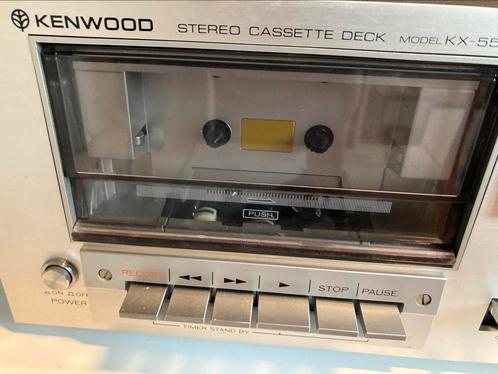 KENWOOD STEREO CASSETTE DECK MODEL KX-55
PUSH
RECORD ◄◄ ►► ► STOP PAUSE
ON OFF
POWER
TIMER STAND BY